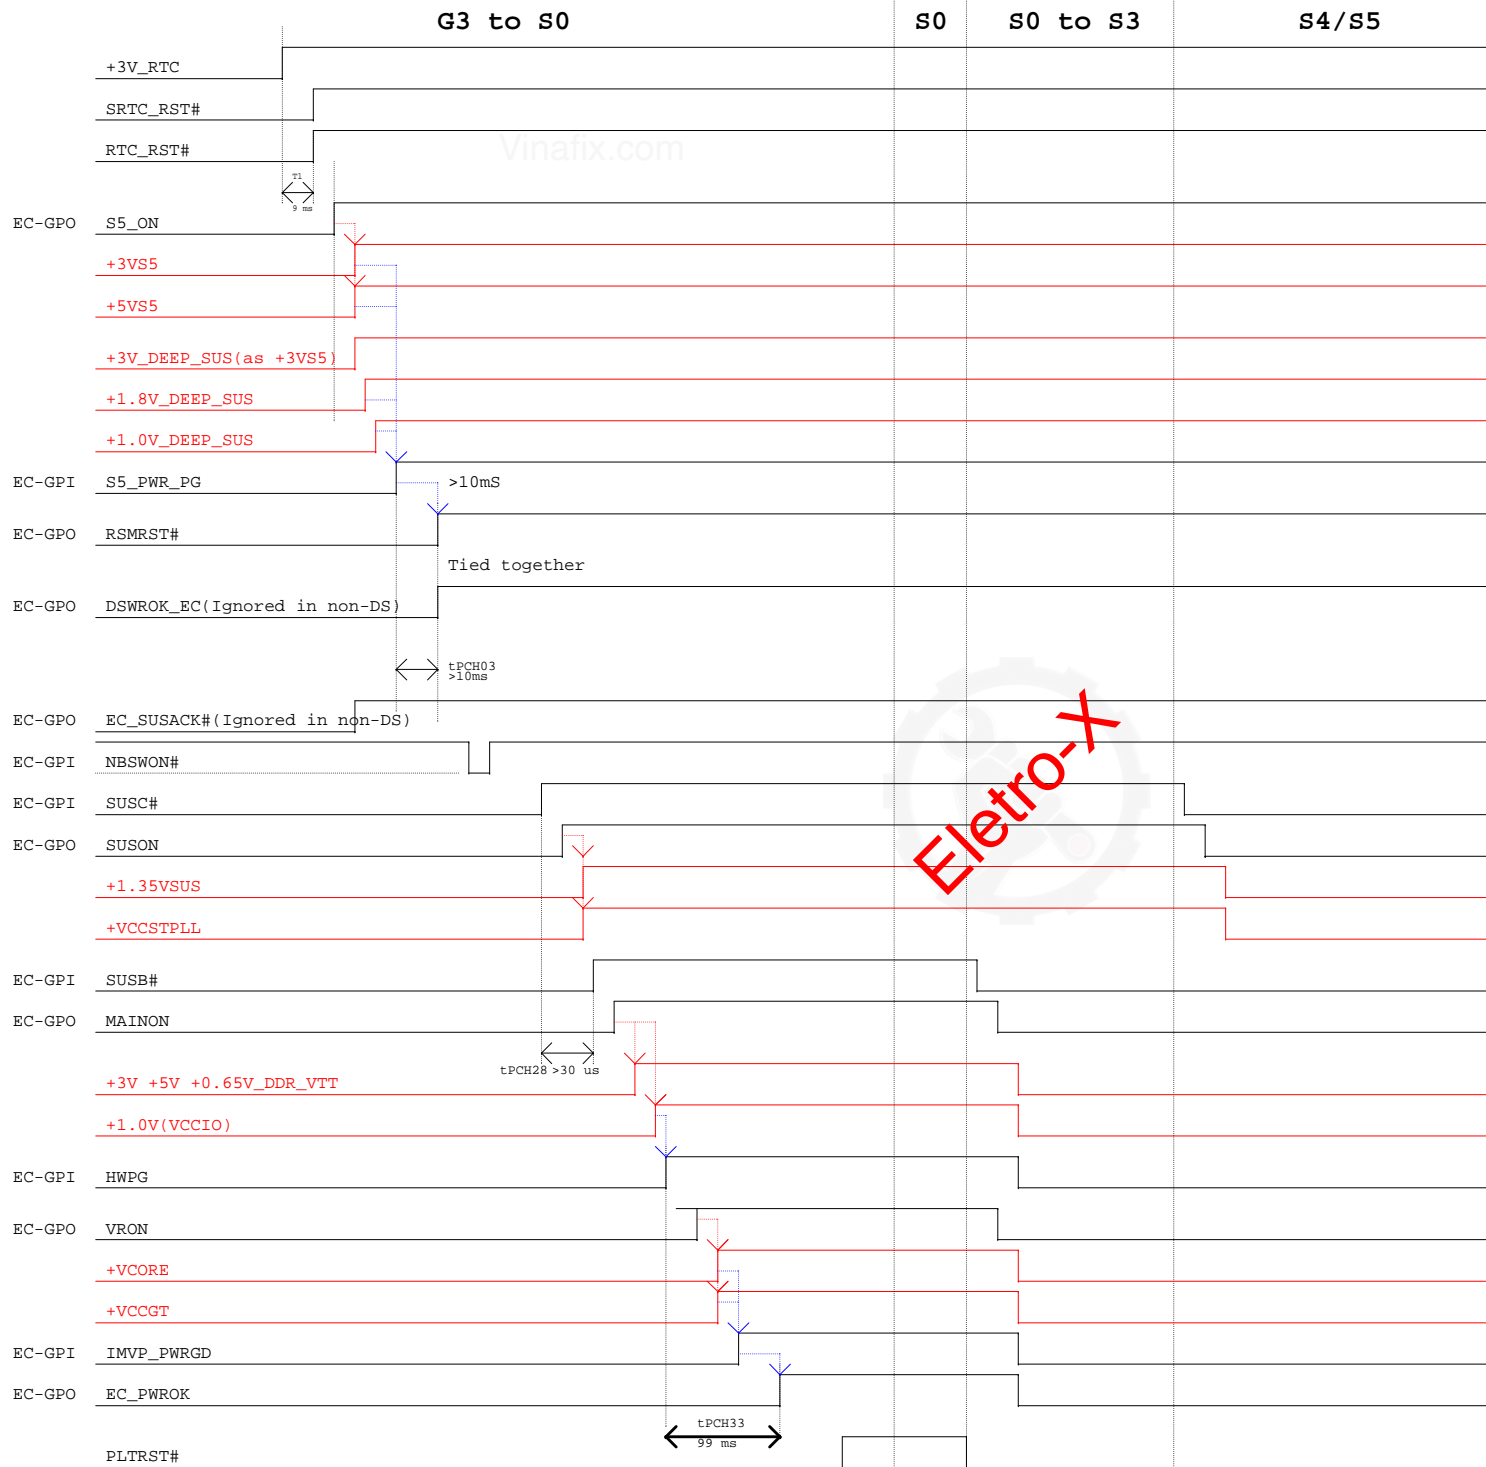 G3 to S0
S0
S0 to S3
S4/S5
+3V_RTC
SRTC_RST#
RTC_RST#
Vinafix.com
T1
9 ms
EC-GPO S5_ON
+3VS5
+5VS5
+3V_DEEP_SUS(as +3VS5)
+1.8V_DEEP_SUS
+1.0V_DEEP_SUS
EC-GPI S5_PWR_PG >10mS
EC-GPO RSMRST#
Tied together
EC-GPO DSWROK_EC(Ignored in non-DS)
tPCH03
>10ms
EC-GPO EC_SUSACK#(Ignored in non-DS)
EC-GPI NBSWON#
EC-GPI SUSC#
EC-GPO SUSON
Eletro-X
+1.35VSUS
+VCCSTPLL
EC-GPI SUSB#
EC-GPO MAINON
tPCH28 >30 us
+3V +5V +0.65V_DDR_VTT
+1.0V(VCCIO)
EC-GPI HWPG
EC-GPO VRON
+VCORE
+VCCGT
EC-GPI IMVP_PWRGD
EC-GPO EC_PWROK
tPCH33
99 ms
PLTRST#